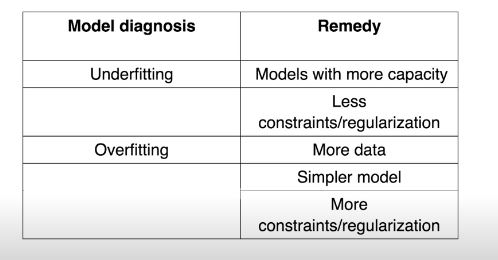 Model diagnosis Remedy
Underfitting Models with more capacity
Less
constraints/regularization
Overfitting More data
Simpler model
More
constraints/regularization